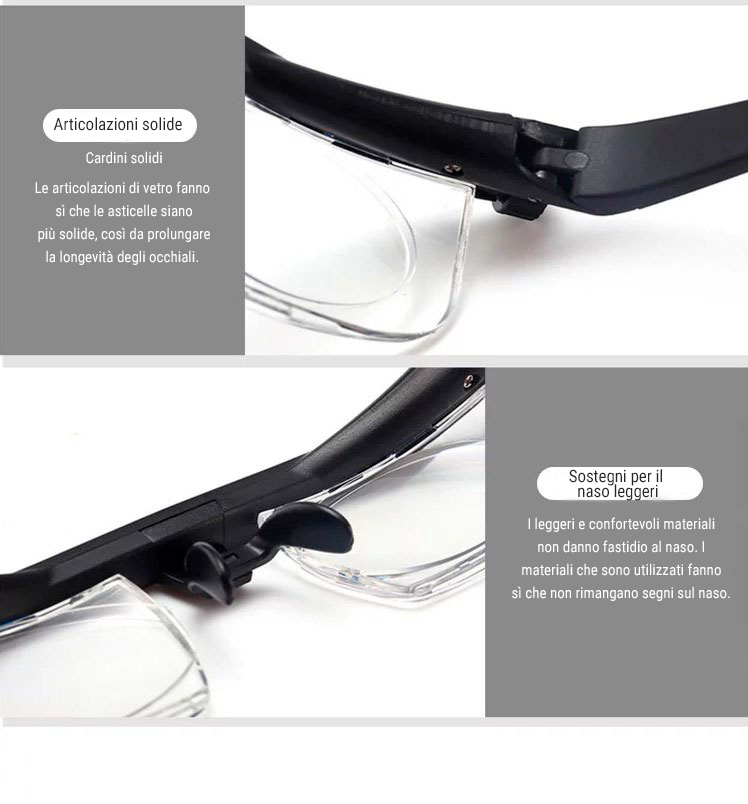 Articolazioni solide
Cardini solidi
Le articolazioni di vetro fanno
sì che le asticelle siano
più solide, così da prolungare
la longevità degli occhiali.
Sostegni per il
naso leggeri
I leggeri e confortevoli materiali
non danno fastidio al naso. I
materiali che sono utilizzati fanno
sì che non rimangano segni sul naso.